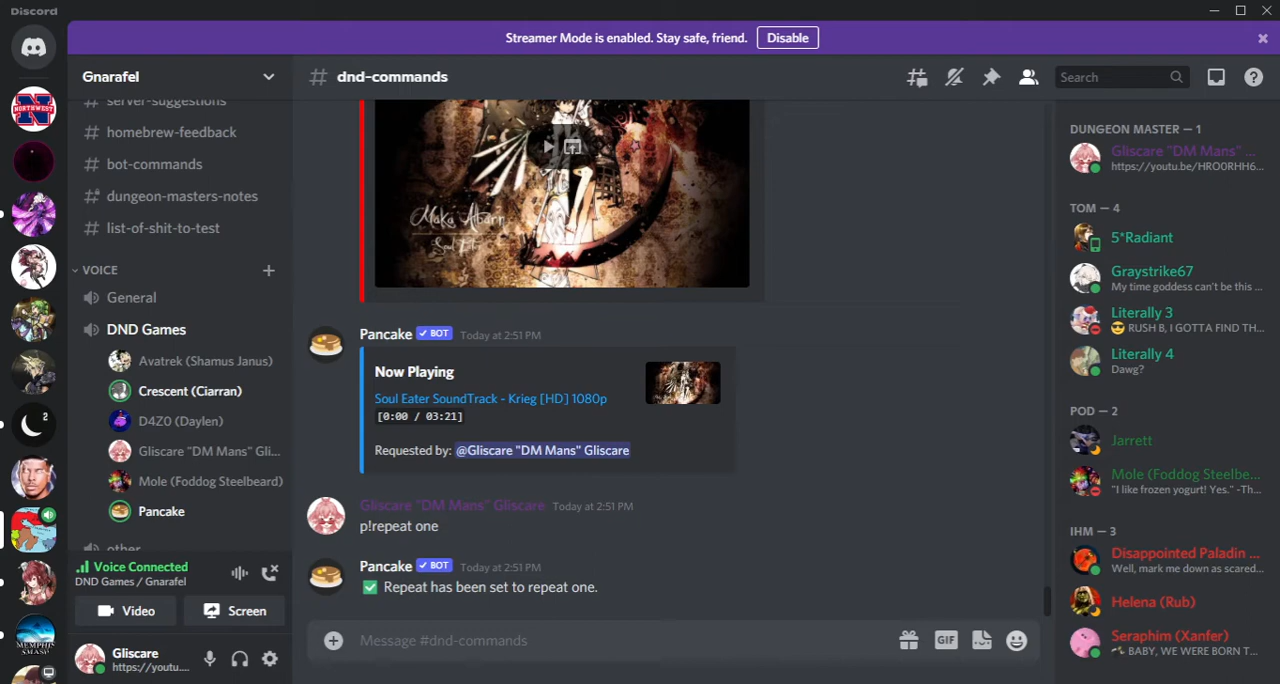 Discord
Streamer Mode is enabled. Stay safe, friend.
Disable
Gnarafel
dnd-commands
Search
server-suggestions
homebrew-feedback
bot-commands
dungeon-masters-notes
list-of-shit-to-test
VOICE
General
DND Games
Avatrek (Shamus Janus)
Crescent (Ciarran)
D4Z0 (Daylen)
Gliscare "DM Mans" Gli...
Mole (Foddog Steelbeard)
Pancake
other
Voice Connected
DND Games / Gnarafel
Video
Screen
Gliscare
https://youtu....
NORTHWEST
2
MEMPHIS
SMASH
Maka Albarn
Soul Eater
Pancake BOT Today at 2:51 PM
Now Playing
Soul Eater SoundTrack - Krieg [HD] 1080p
[0:00 / 03:21]
Requested by: @Gliscare "DM Mans" Gliscare
Gliscare "DM Mans" Gliscare Today at 2:51 PM
p!repeat one
Pancake BOT Today at 2:51 PM
Repeat has been set to repeat one.
Message #dnd-commands
GIF
DUNGEON MASTER — 1
Gliscare "DM Mans" ...
https://youtu.be/HRO0RHH6...
TOM — 4
5*Radiant
Graystrike67
My time goddess can't be this ...
Literally 3
RUSH B, I GOTTA FIND TH...
Literally 4
Dawg?
POD — 2
Jarrett
Mole (Foddog Steelbe...
"I like frozen yogurt! Yes." -Th...
IHM — 3
Disappointed Paladin ...
Well, mark me down as scared...
Helena (Rub)
Seraphim (Xanfer)
BABY, WE WERE BORN T...